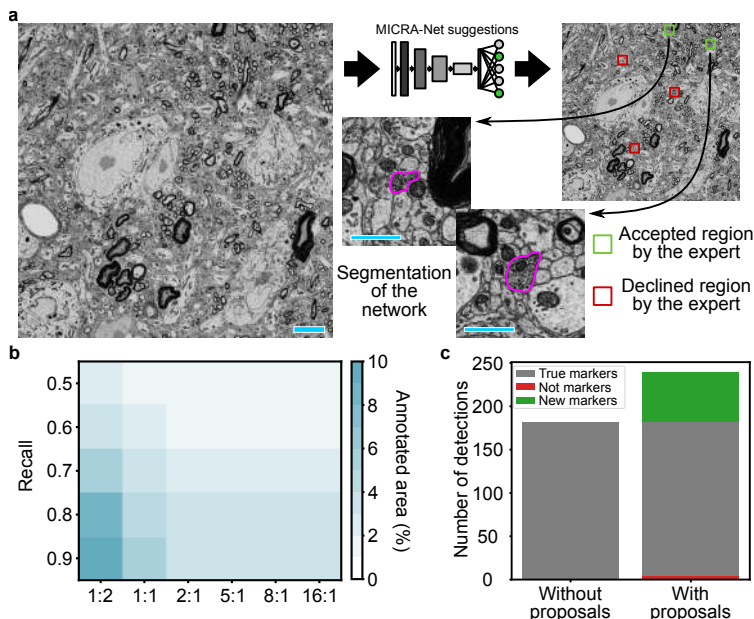 a
MICRA-Net suggestions
Segmentation
of the
network
Accepted region
by the expert
Declined region
by the expert
b
Recall
0.5
0.6
0.7
0.8
0.9
1:2 1:1 2:1 5:1 8:1 16:1
10
8
6
4
2
0
Annotated area (%)
c
Number of detections
250
200
150
100
50
0
True markers
Not markers
New markers
Without
proposals
With
proposals